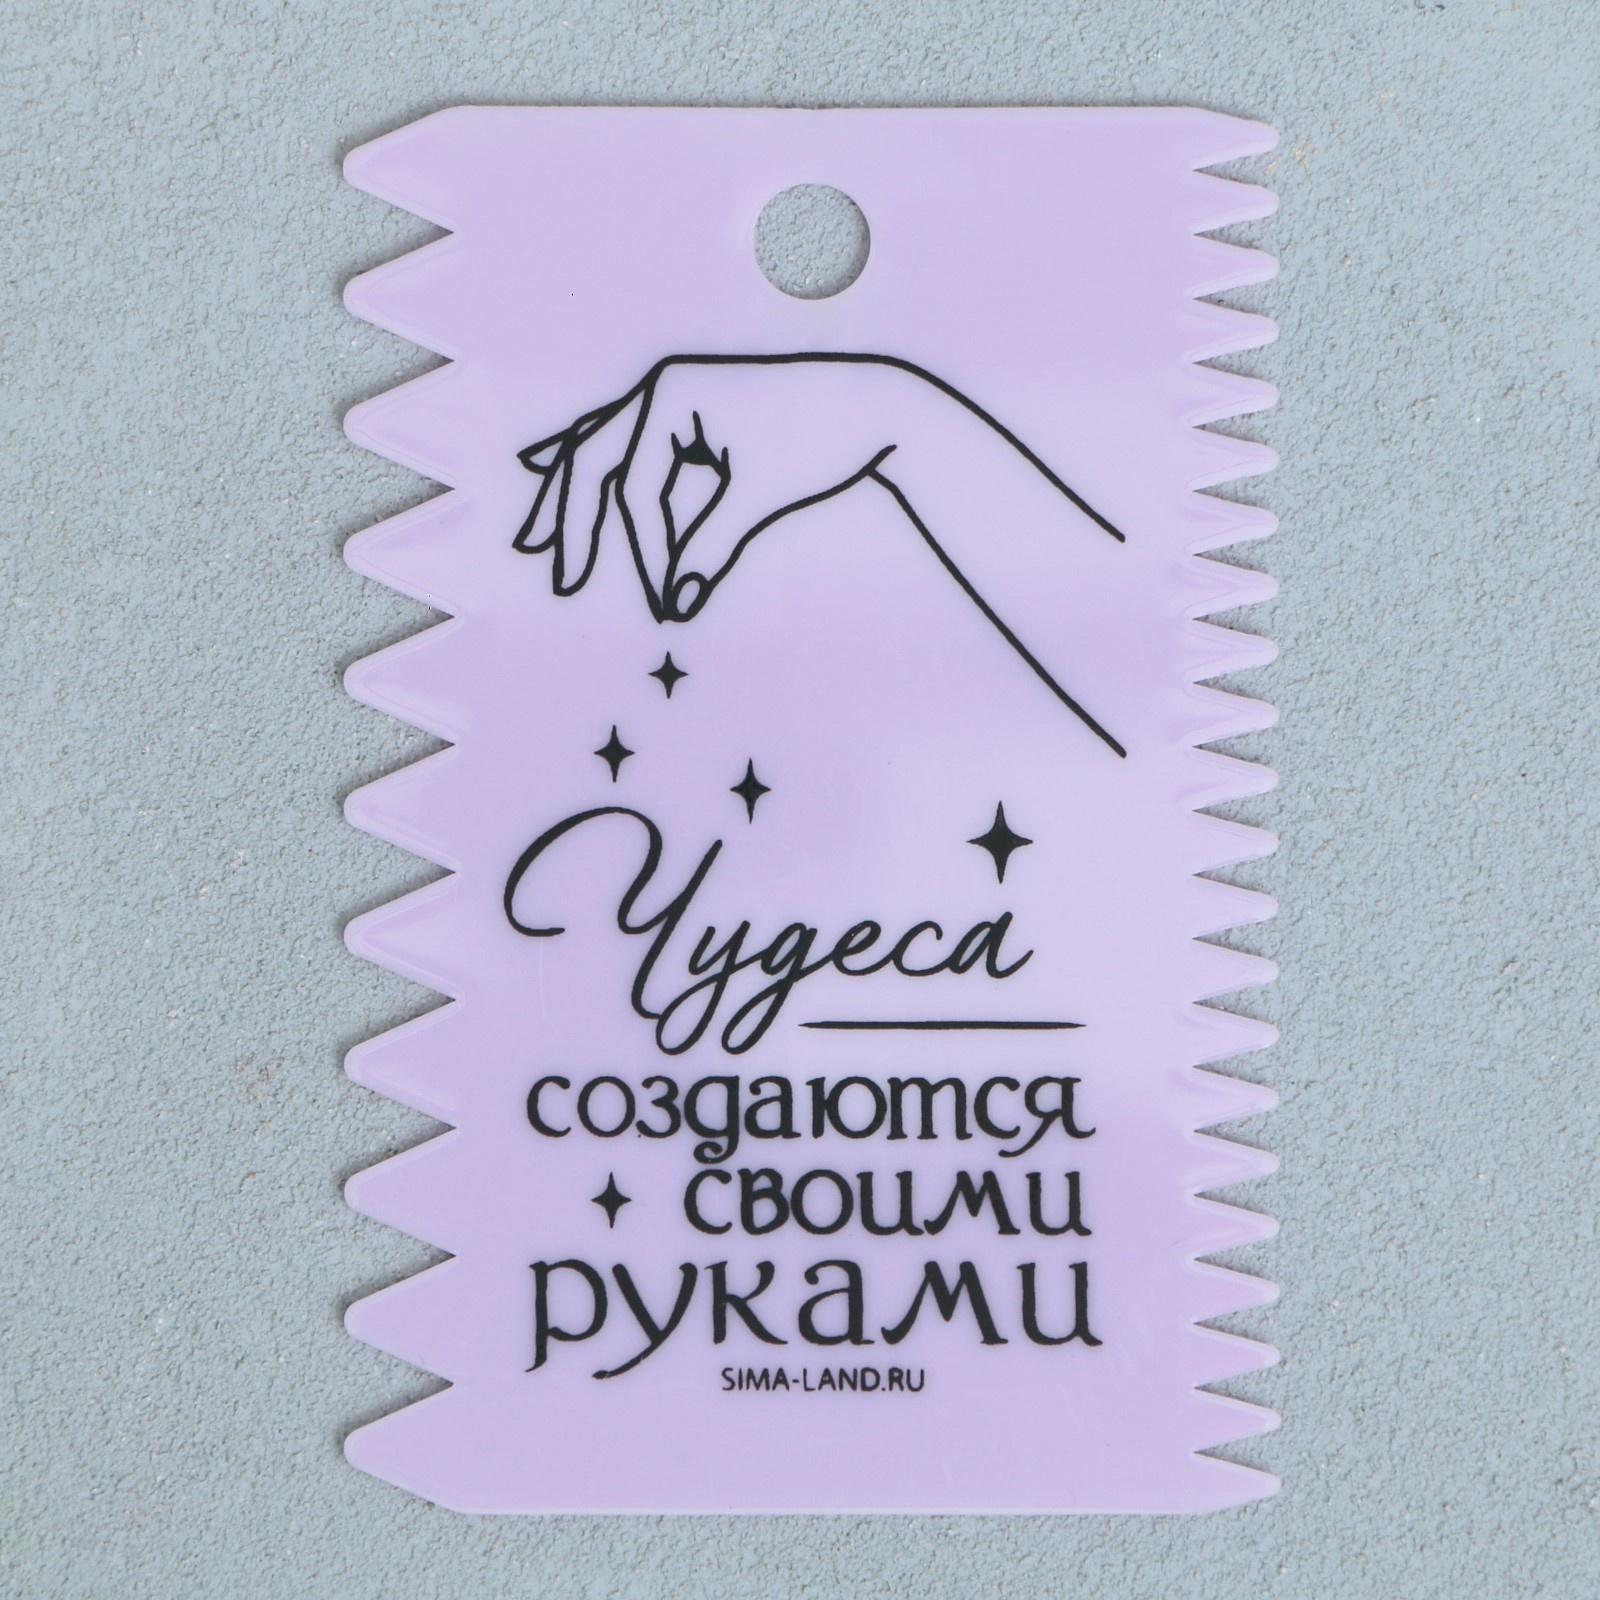 Чудеса
создаются
своими
руками
SIMA-LAND.RU